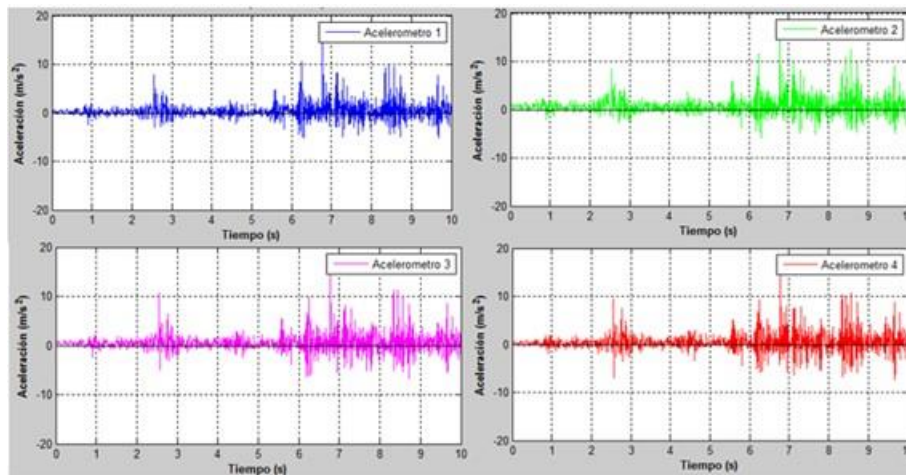 Acelerometro 1
Aceleración (m/s²)
20
10
0
-10
-20
0 1 2 3 4 5 6 7 8 9 10
Tiempo (s)
Acelerometro 2
Aceleración (m/s²)
20
10
0
-10
-20
0 1 2 3 4 5 6 7 8 9 10
Tiempo (s)
Acelerometro 3
Aceleración (m/s²)
20
10
0
-10
-20
0 1 2 3 4 5 6 7 8 9 10
Tiempo (s)
Acelerometro 4
Aceleración (m/s²)
20
10
0
-10
-20
0 1 2 3 4 5 6 7 8 9 10
Tiempo (s)